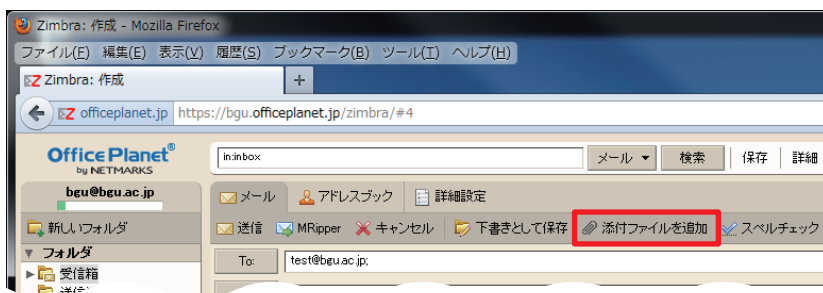 Zimbra: 作成 - Mozilla Firefox
ファイル(F) 編集(E) 表示(V) 履歴(S) ブックマーク(B) ツール(T) ヘルプ(H)
Zimbra: 作成 +
officeplanet.jp https://bgu.officeplanet.jp/zimbra/#4
Office Planet®
by NETMARKS
in:inbox メール 検索 保存 詳細
bgu@bgu.ac.jp
メール アドレスブック 詳細設定
新しいフォルダ
送信 MRipper キャンセル 下書きとして保存 添付ファイルを追加 スペルチェック
フォルダ
To: test@bgu.ac.jp;
受信箱